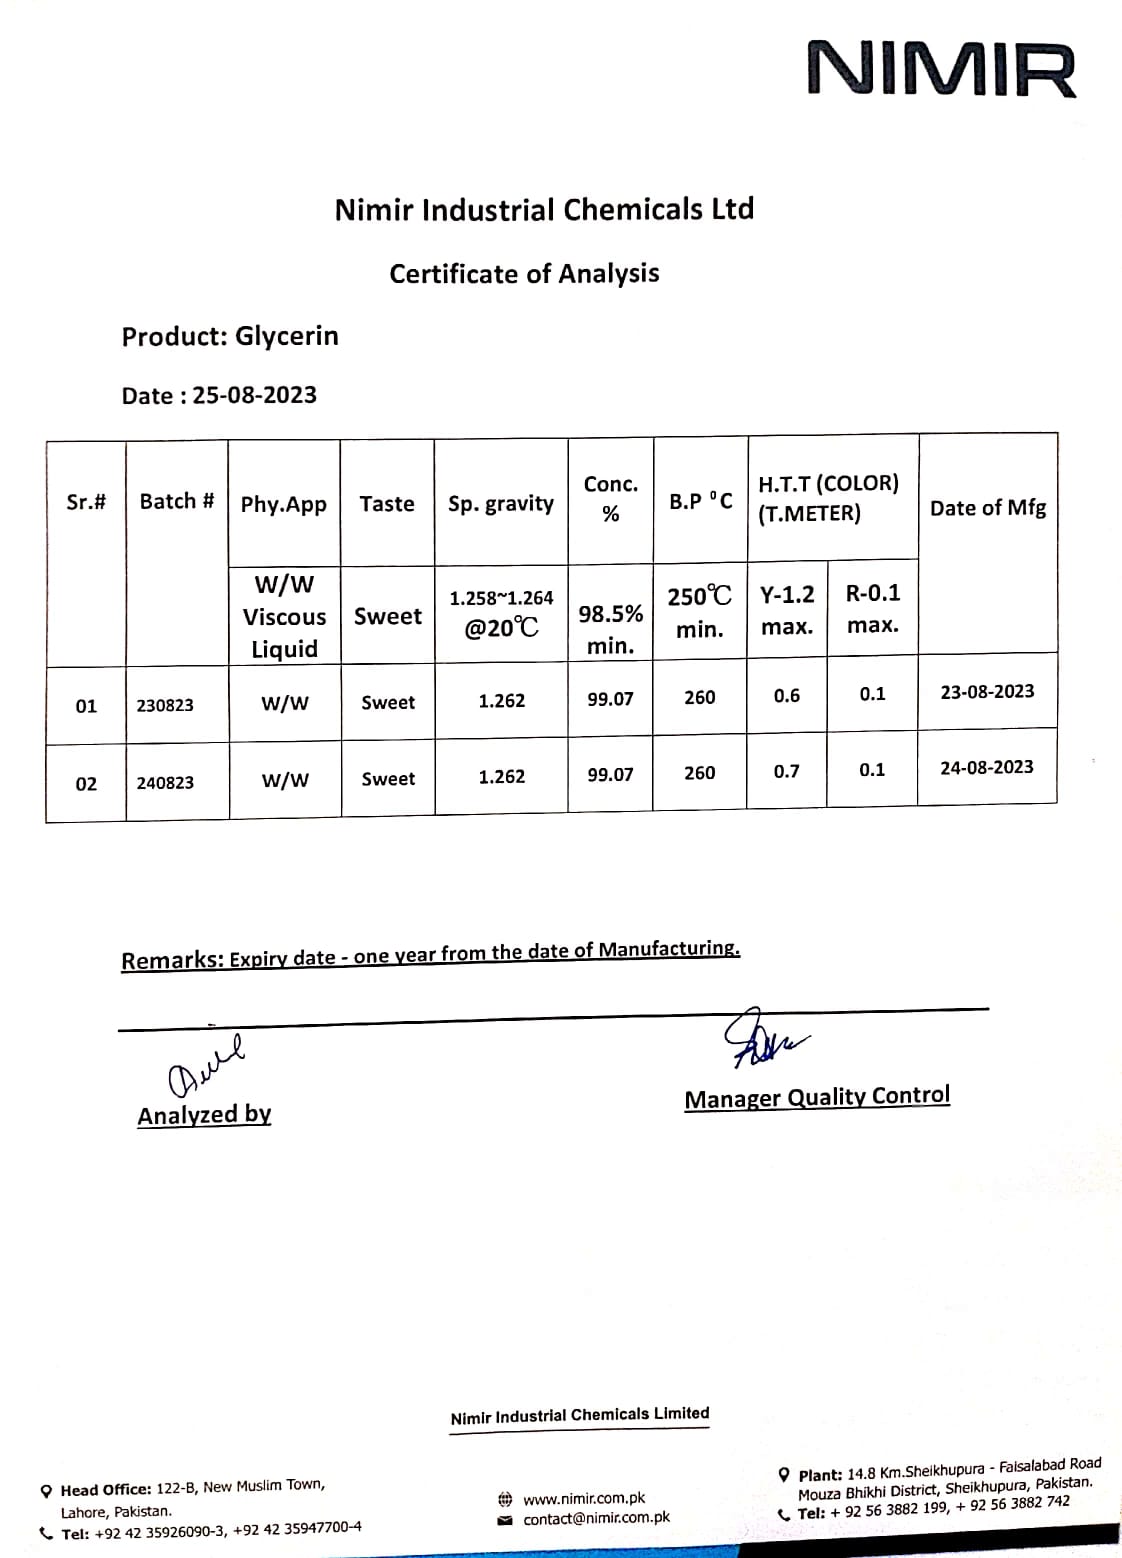 NIMIR
Nimir Industrial Chemicals Ltd
Certificate of Analysis
Product: Glycerin
Date : 25-08-2023
Sr.# Batch # Phy.App Taste Sp. gravity Conc. % B.P ⁰C H.T.T (COLOR) (T.METER) Date of Mfg
W/W Viscous Liquid Sweet 1.258~1.264 @20℃ 98.5% min. 250℃ min. Y-1.2 max. R-0.1 max.
01 230823 W/W Sweet 1.262 99.07 260 0.6 0.1 23-08-2023
02 240823 W/W Sweet 1.262 99.07 260 0.7 0.1 24-08-2023
Remarks: Expiry date - one year from the date of Manufacturing.
Analyzed by
Manager Quality Control
Nimir Industrial Chemicals Limited
Head Office: 122-B, New Muslim Town,
Lahore, Pakistan.
Tel: +92 42 35926090-3, +92 42 35947700-4
www.nimir.com.pk
contact@nimir.com.pk
Plant: 14.8 Km.Sheikhupura - Faisalabad Road
Mouza Bhikhi District, Sheikhupura, Pakistan.
Tel: + 92 56 3882 199, + 92 56 3882 742